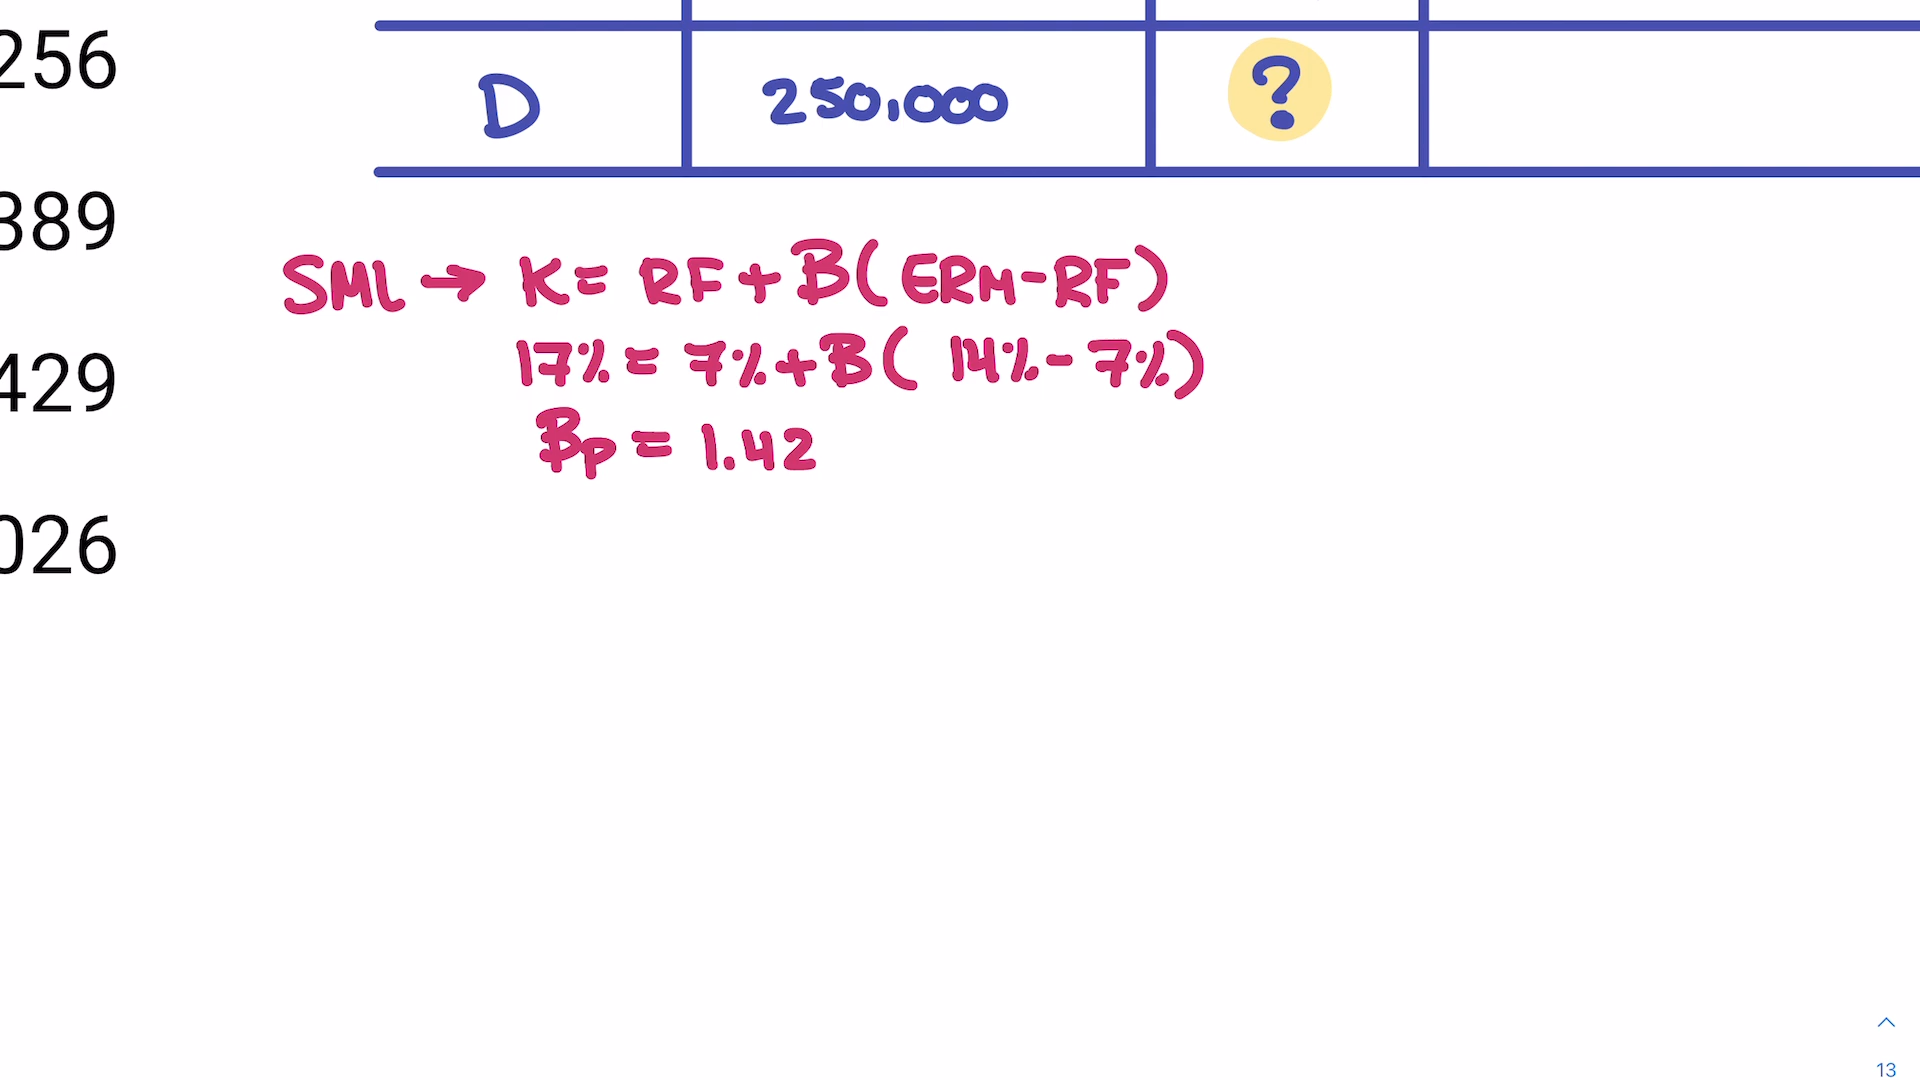 256
D 250,000 ?
389
SML → K = RF + B ( ERM - RF )
17% = 7% + B ( 14% - 7% )
429
Bp = 1.42
026
13